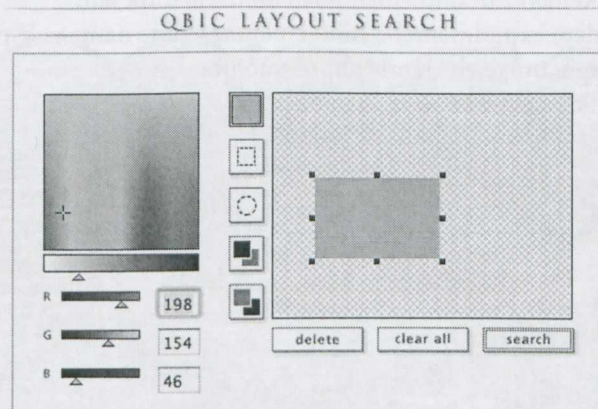 QBIC LAYOUT SEARCH
R 198
G 154
B 46
delete clear all search